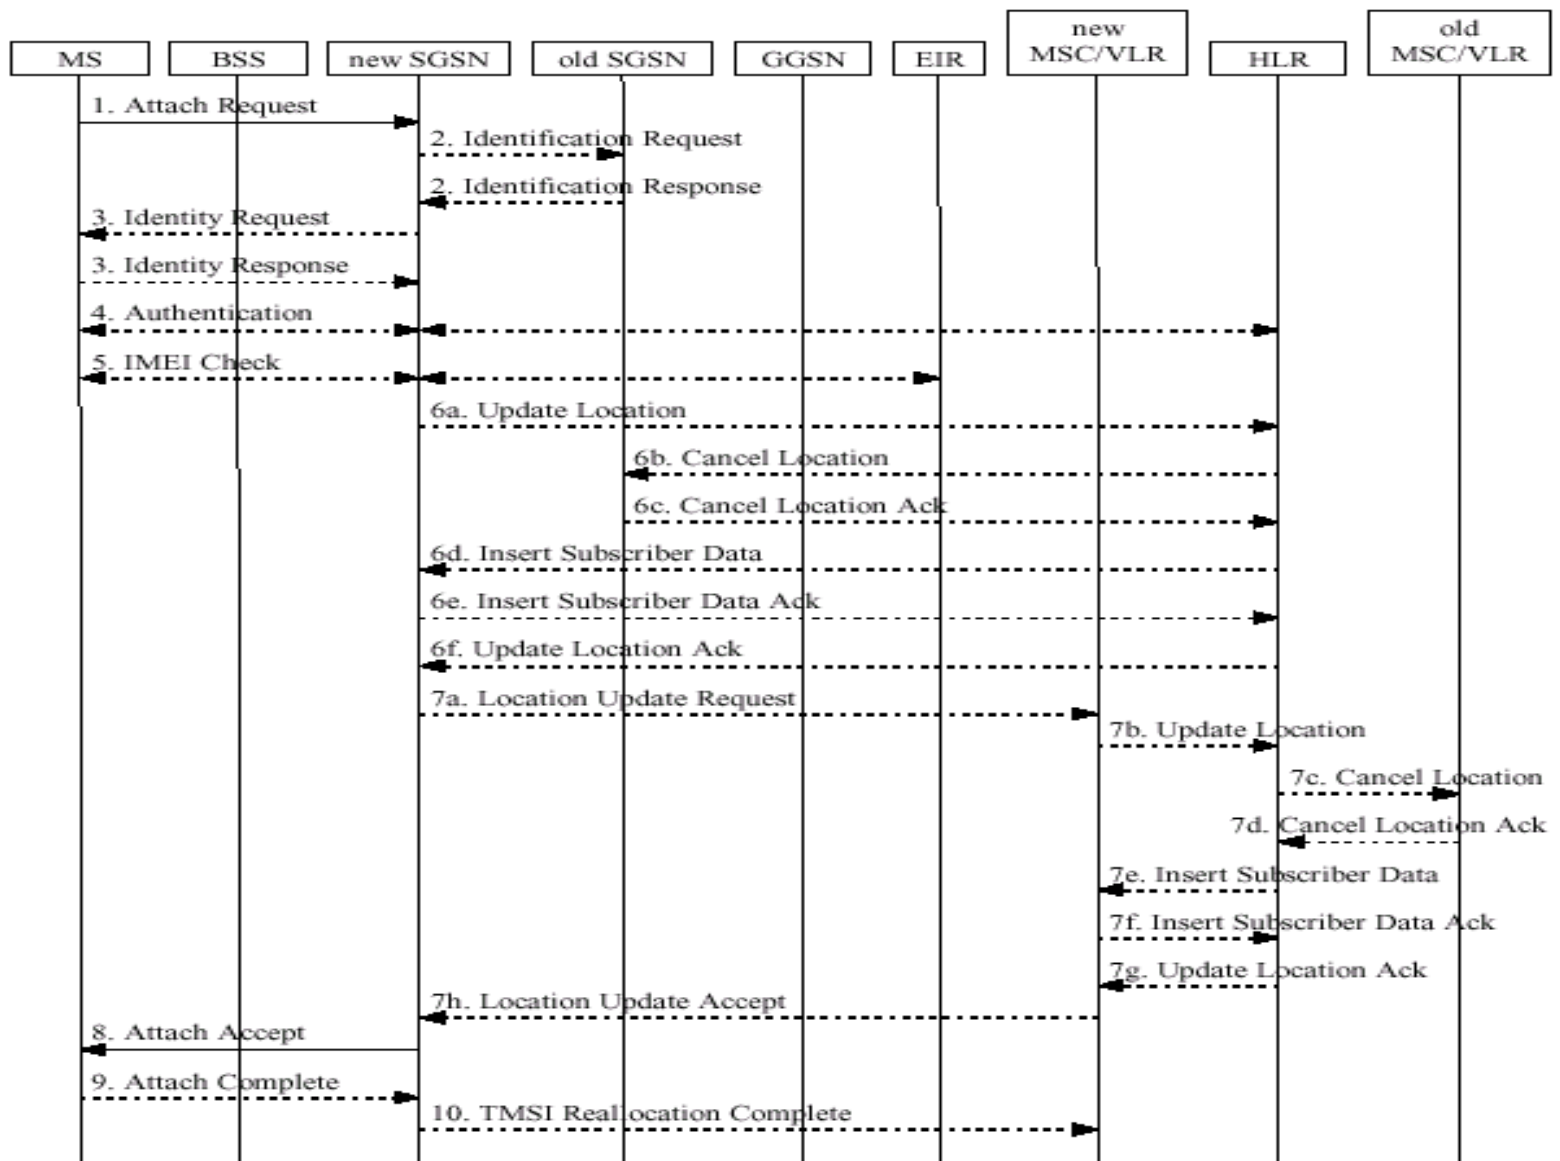 MS
BSS
new SGSN
old SGSN
GGSN
EIR
new
MSC/VLR
HLR
old
MSC/VLR
1. Attach Request
2. Identification Request
2. Identification Response
3. Identity Request
3. Identity Response
4. Authentication
5. IMEI Check
6a. Update Location
6b. Cancel Location
6c. Cancel Location Ack
6d. Insert Subscriber Data
6e. Insert Subscriber Data Ack
6f. Update Location Ack
7a. Location Update Request
7b. Update Location
7c. Cancel Location
7d. Cancel Location Ack
7e. Insert Subscriber Data
7f. Insert Subscriber Data Ack
7g. Update Location Ack
7h. Location Update Accept
8. Attach Accept
9. Attach Complete
10. TMSI Reallocation Complete